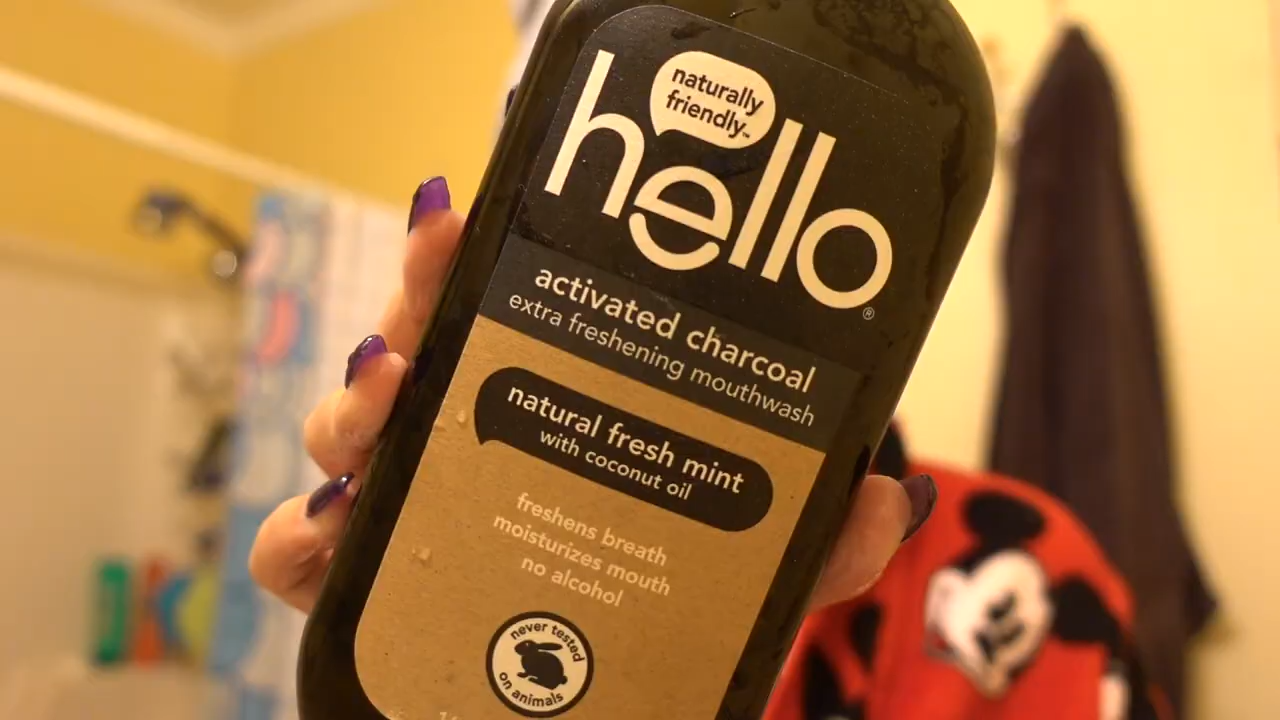 naturally
friendly™
hello®
activated charcoal
extra freshening mouthwash
natural fresh mint
with coconut oil
freshens breath
moisturizes mouth
no alcohol
never tested
on animals